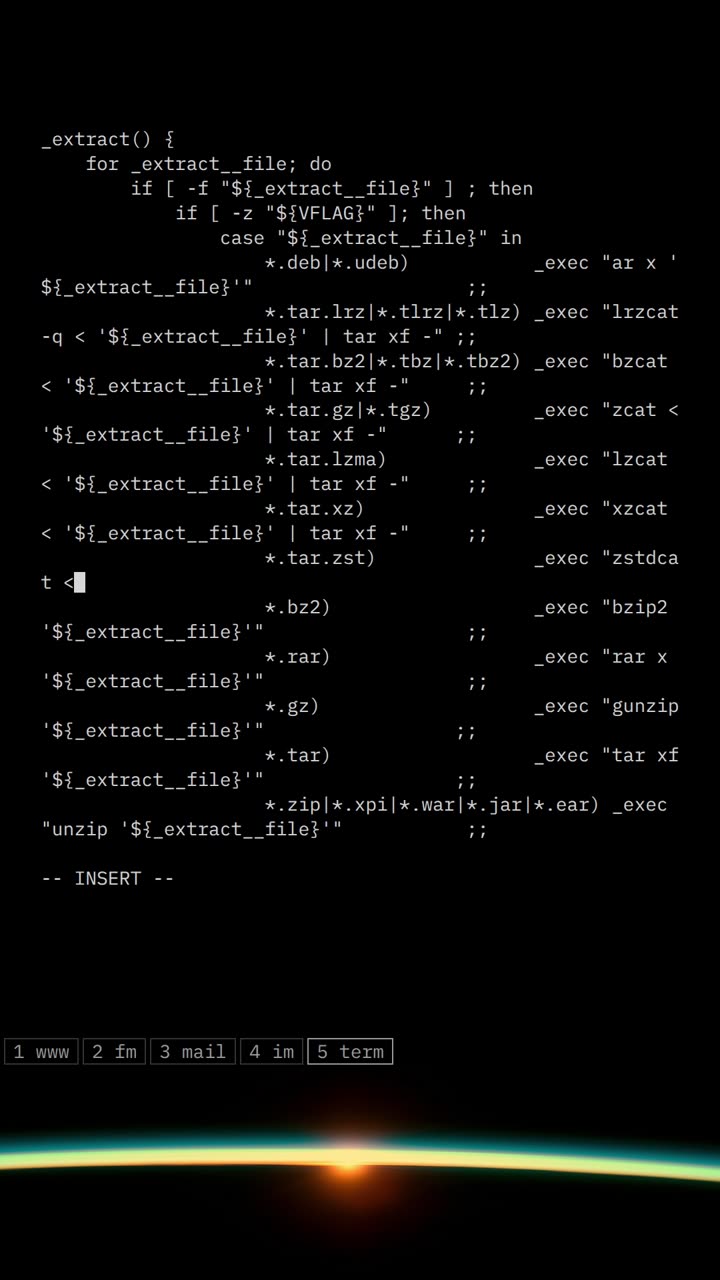 _extract() {
    for _extract__file; do
        if [ -f "${_extract__file}" ] ; then
            if [ -z "${VFLAG}" ]; then
                case "${_extract__file}" in
                    *.deb|*.udeb)           _exec "ar x '
${_extract__file}'"                   ;;
                    *.tar.lrz|*.tlrz|*.tlz) _exec "lrzcat
-q < '${_extract__file}' | tar xf -" ;;
                    *.tar.bz2|*.tbz|*.tbz2) _exec "bzcat
< '${_extract__file}' | tar xf -"     ;;
                    *.tar.gz|*.tgz)         _exec "zcat <
'${_extract__file}' | tar xf -"      ;;
                    *.tar.lzma)             _exec "lzcat
< '${_extract__file}' | tar xf -"     ;;
                    *.tar.xz)               _exec "xzcat
< '${_extract__file}' | tar xf -"     ;;
                    *.tar.zst)              _exec "zstdca
t <
                    *.bz2)                  _exec "bzip2
'${_extract__file}'"                  ;;
                    *.rar)                  _exec "rar x
'${_extract__file}'"                  ;;
                    *.gz)                   _exec "gunzip
'${_extract__file}'"                 ;;
                    *.tar)                  _exec "tar xf
'${_extract__file}'"                 ;;
                    *.zip|*.xpi|*.war|*.jar|*.ear) _exec
"unzip '${_extract__file}'"           ;;
-- INSERT --
1 www 2 fm 3 mail 4 im 5 term